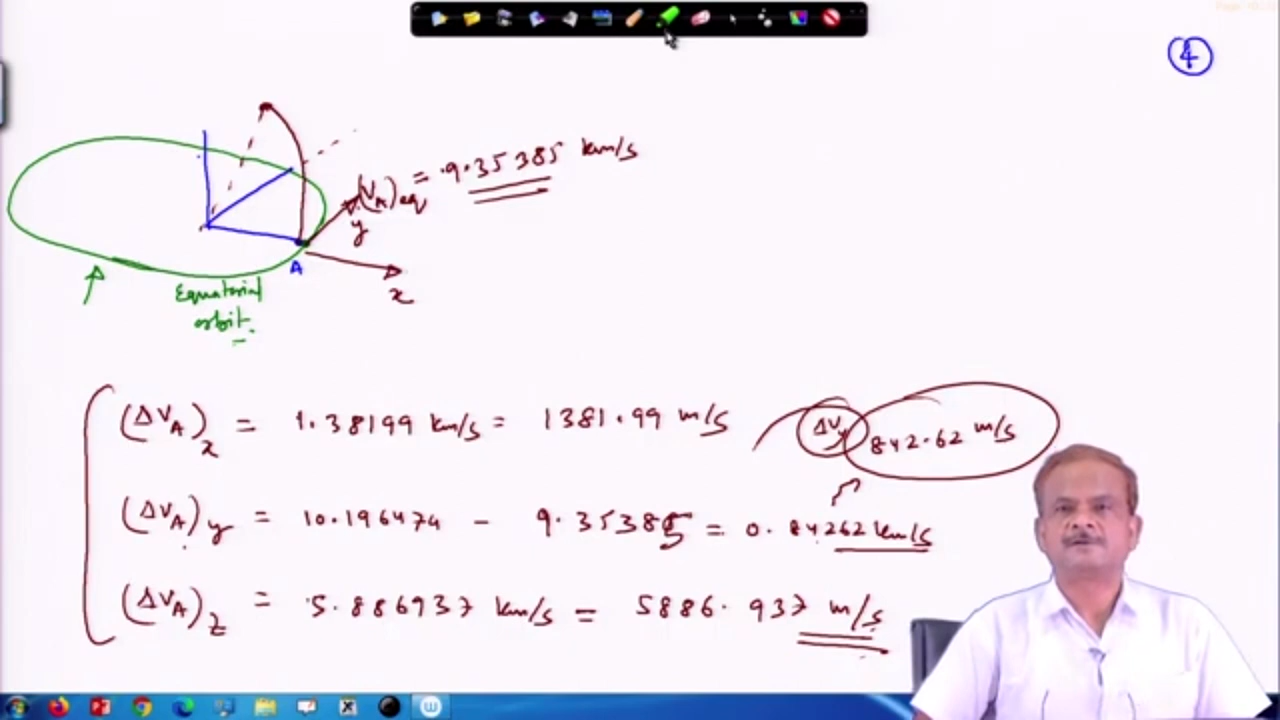 4
(V_A)_eq = 9.35385 km/s
y
A
x
Equatorial
orbit.
(ΔV_A)_x = 1.38199 km/s = 1381.99 m/s
ΔV_y 842.62 m/s
(ΔV_A)_y = 10.196474 - 9.35385 = 0.84262 km/s
(ΔV_A)_z = 5.886937 km/s = 5886.937 m/s